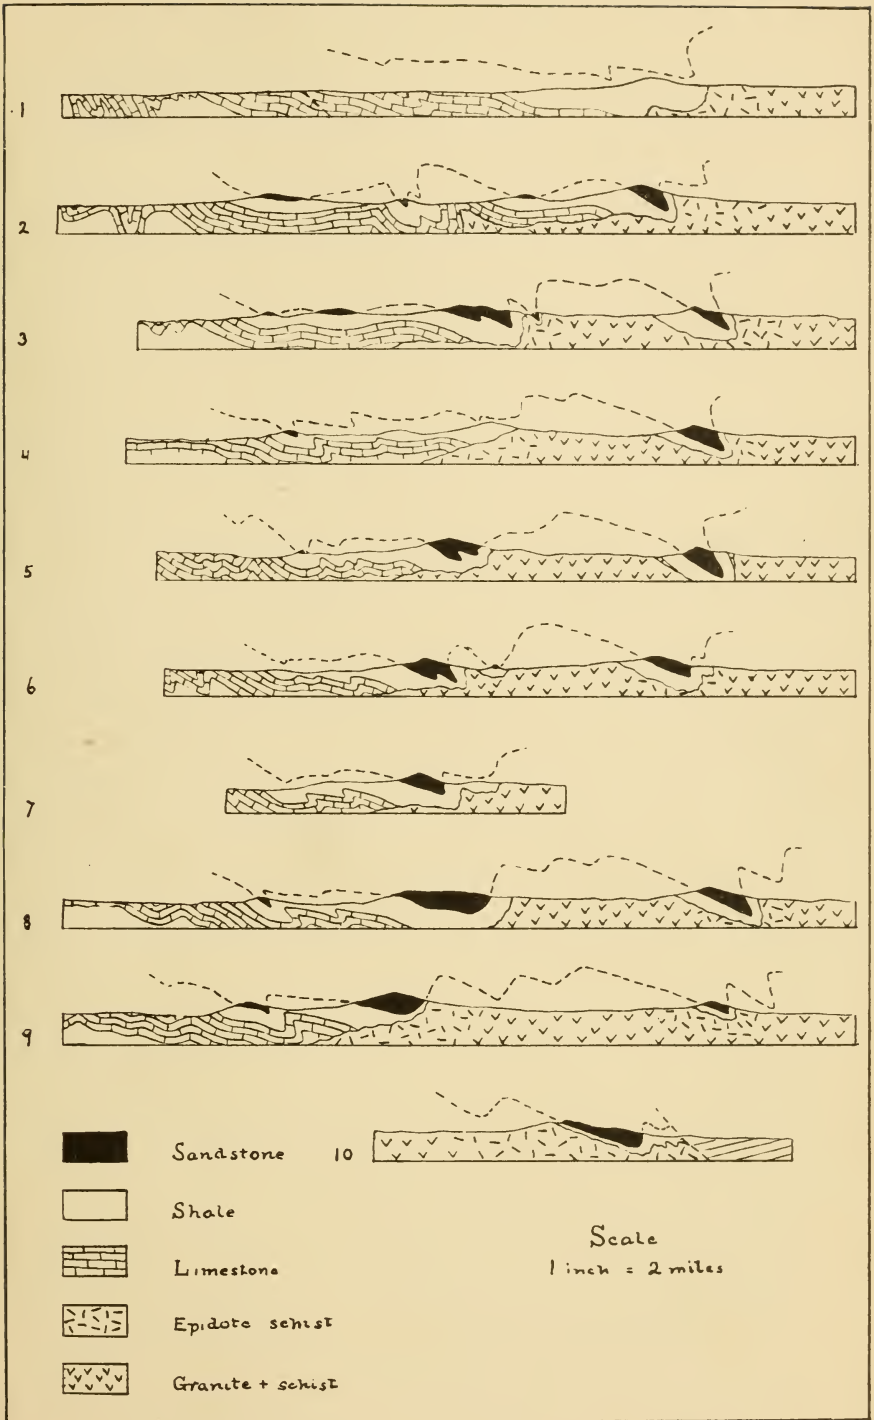 1
2
3
4
5
6
7
8
9
Sandstone
10
Shale
Limestone
Epidote schist
Granite + schist
Scale
1 inch = 2 miles